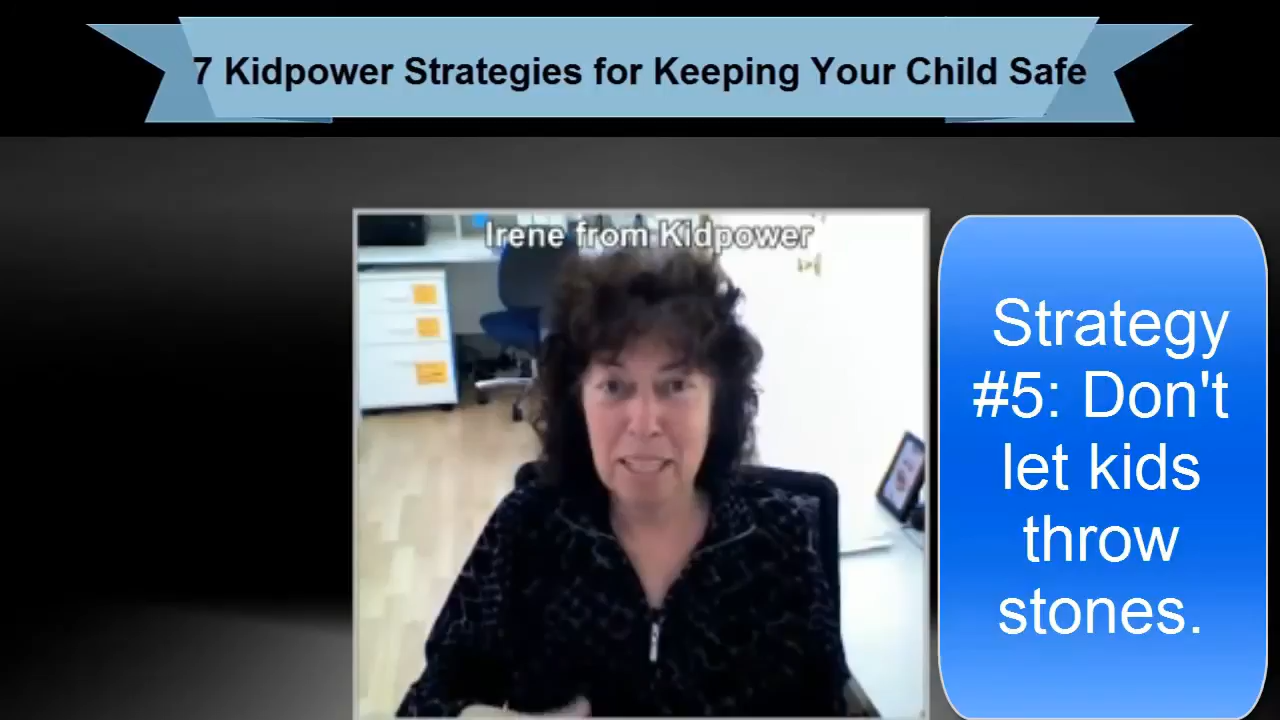 7 Kidpower Strategies for Keeping Your Child Safe
Irene from Kidpower
Strategy
#5: Don't
let kids
throw
stones.